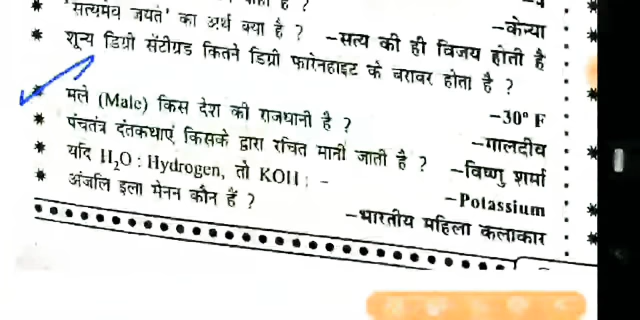 'सत्यमेव जयते' का अर्थ क्या है ? –सत्य की ही विजय होती है
–केन्या
* शून्य डिग्री सेंटीग्रेड कितने डिग्री फारेनहाइट के बराबर होता है ?
–30° F
* मले (Male) किस देश की राजधानी है ? –मालदीव
* पंचतंत्र दंतकथाएं किसके द्वारा रचित मानी जाती है ? –विष्णु शर्मा
* यदि H₂O : Hydrogen, तो KOH : – –Potassium
* अंजलि इला मेनन कौन हैं ? –भारतीय महिला कलाकार